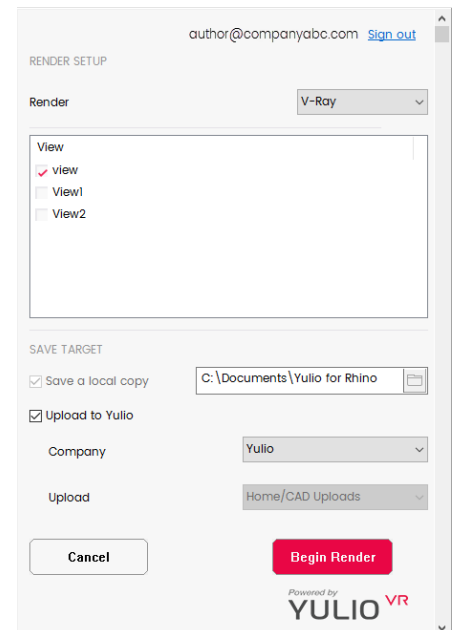 author@companyabc.com Sign out
RENDER SETUP
Render V-Ray
View
view
View1
View2
SAVE TARGET
Save a local copy C:\Documents\Yulio for Rhino
Upload to Yulio
Company Yulio
Upload Home/CAD Uploads
Cancel Begin Render
Powered by
YULIO VR